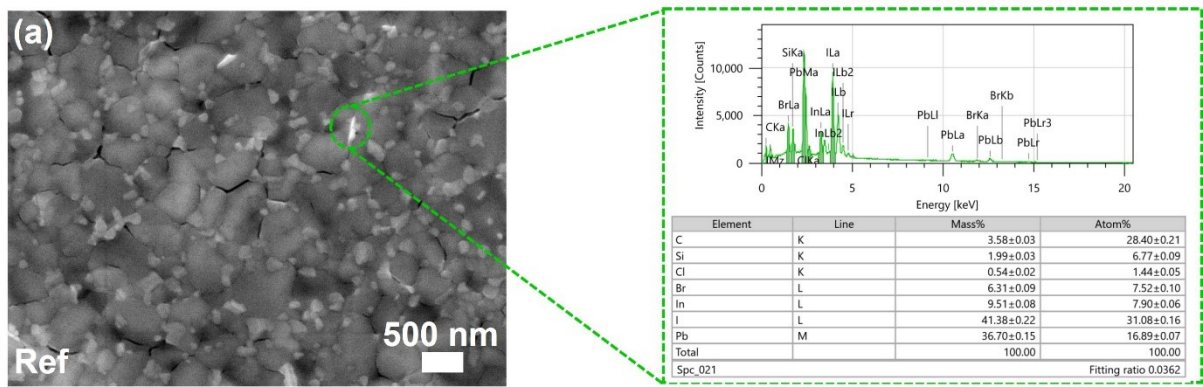 (a)
Ref
500 nm
Intensity [Counts]
10,000
5,000
0
SiKa
ILa
PbMa
ILb2
ILb
BrLa
InLa
ILr
CKa
InLb2
IMz
ClKa
PbLl
PbLa
BrKa
PbLb
BrKb
PbLr3
PbLr
0 5 10 15 20
Energy [keV]
Element Line Mass% Atom%
C K 3.58±0.03 28.40±0.21
Si K 1.99±0.03 6.77±0.09
Cl K 0.54±0.02 1.44±0.05
Br L 6.31±0.09 7.52±0.10
In L 9.51±0.08 7.90±0.06
I L 41.38±0.22 31.08±0.16
Pb M 36.70±0.15 16.89±0.07
Total 100.00 100.00
Spc_021 Fitting ratio 0.0362